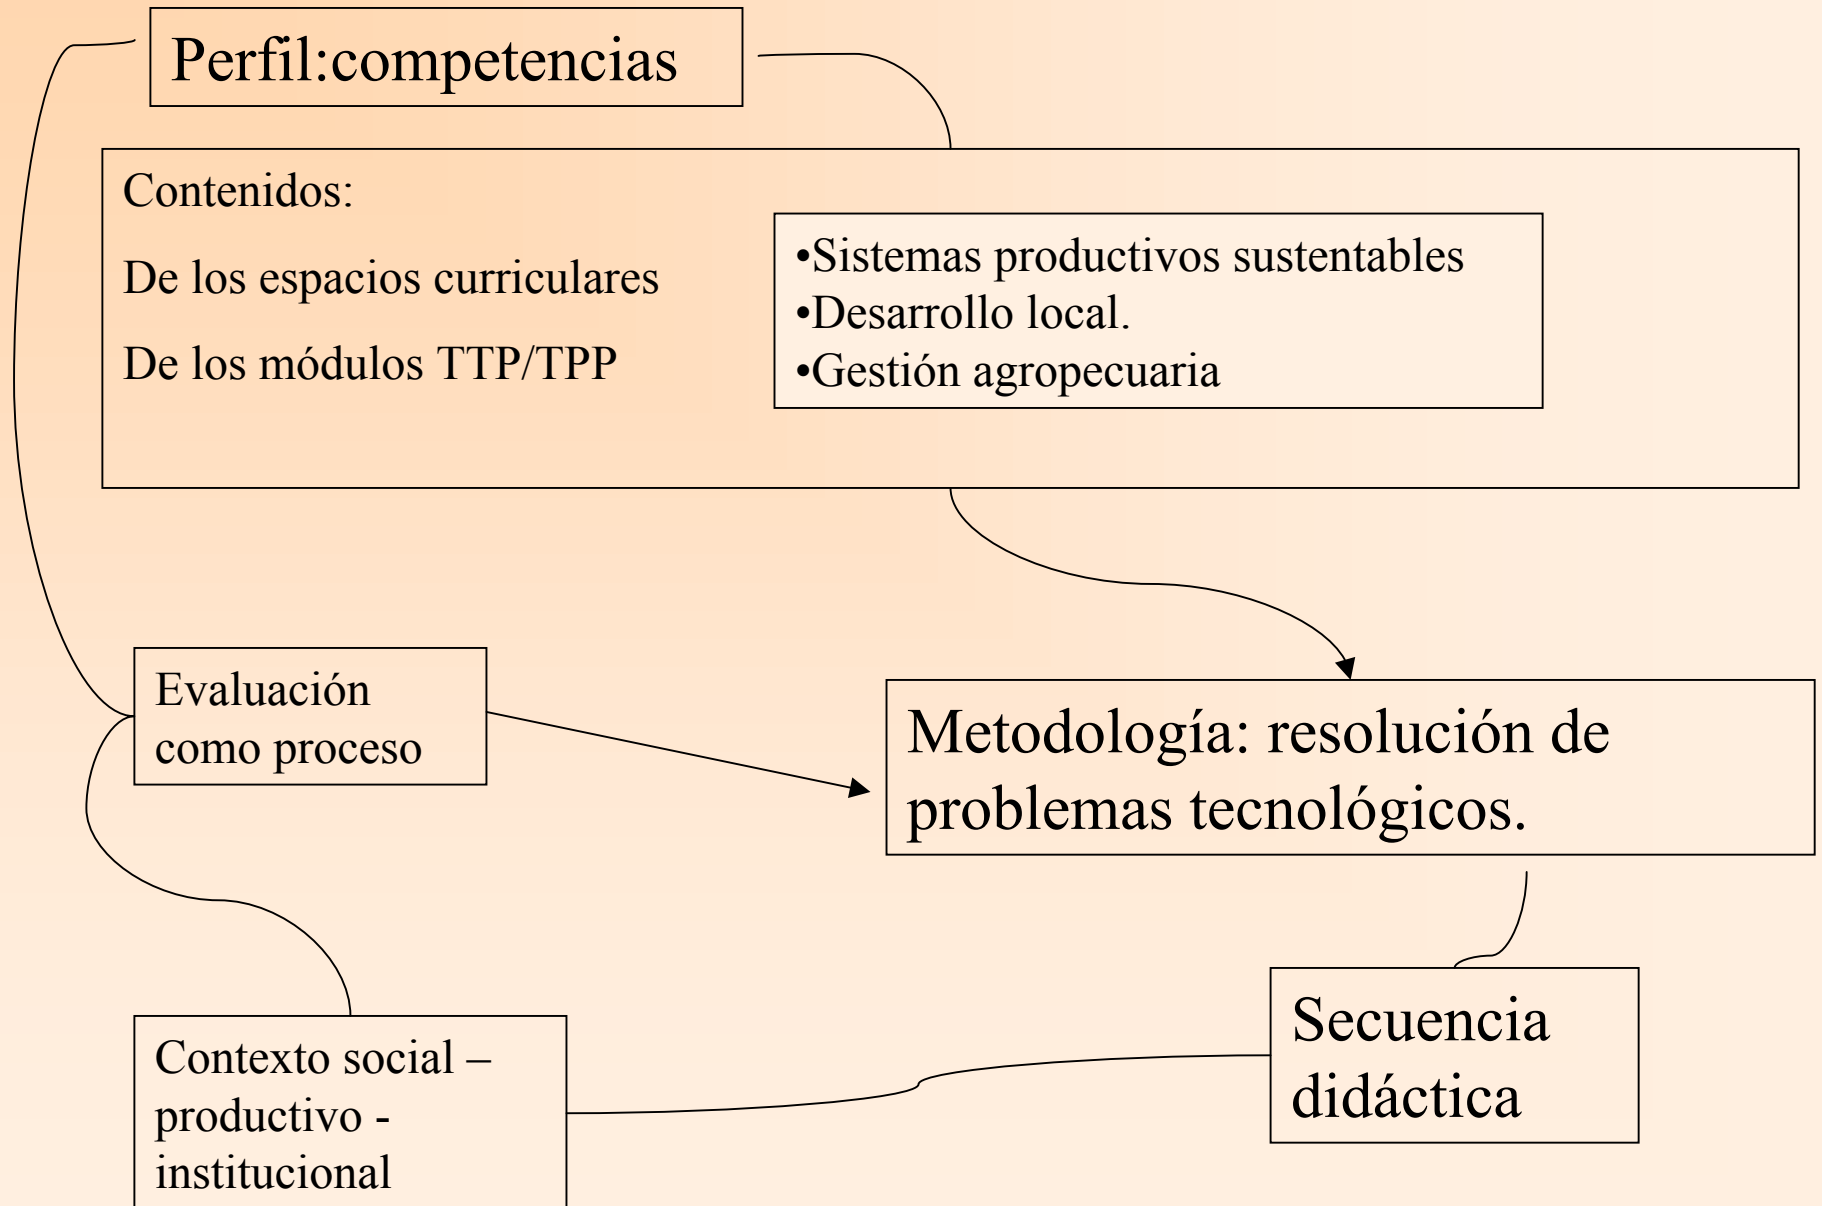 Perfil:competencias
Contenidos:
De los espacios curriculares
De los módulos TTP/TPP
•Sistemas productivos sustentables
•Desarrollo local.
•Gestión agropecuaria
Evaluación
como proceso
Metodología: resolución de
problemas tecnológicos.
Secuencia
didáctica
Contexto social –
productivo -
institucional